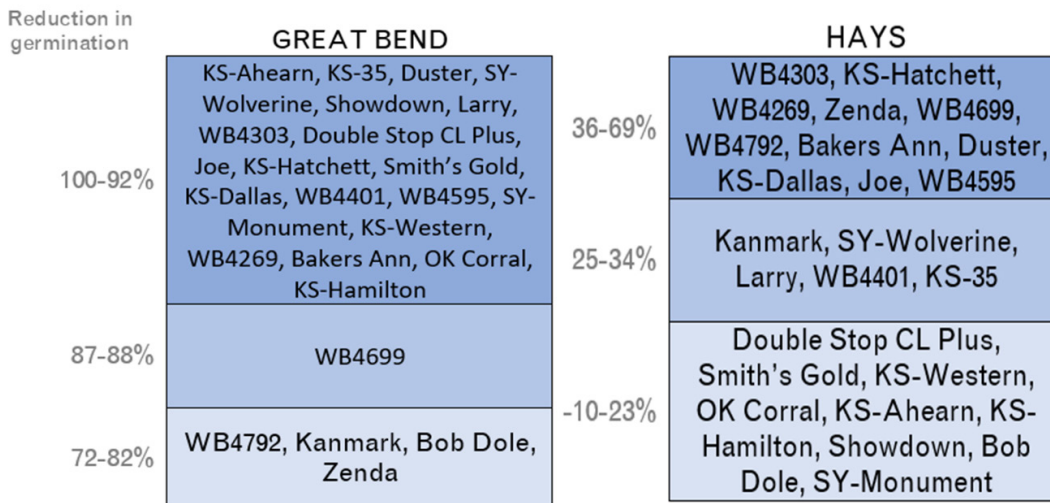 Reduction in
germination
GREAT BEND
100-92%
KS-Ahearn, KS-35, Duster, SY-
Wolverine, Showdown, Larry,
WB4303, Double Stop CL Plus,
Joe, KS-Hatchett, Smith's Gold,
KS-Dallas, WB4401, WB4595, SY-
Monument, KS-Western,
WB4269, Bakers Ann, OK Corral,
KS-Hamilton
87-88%
WB4699
72-82%
WB4792, Kanmark, Bob Dole,
Zenda
HAYS
36-69%
WB4303, KS-Hatchett,
WB4269, Zenda, WB4699,
WB4792, Bakers Ann, Duster,
KS-Dallas, Joe, WB4595
25-34%
Kanmark, SY-Wolverine,
Larry, WB4401, KS-35
-10-23%
Double Stop CL Plus,
Smith's Gold, KS-Western,
OK Corral, KS-Ahearn, KS-
Hamilton, Showdown, Bob
Dole, SY-Monument